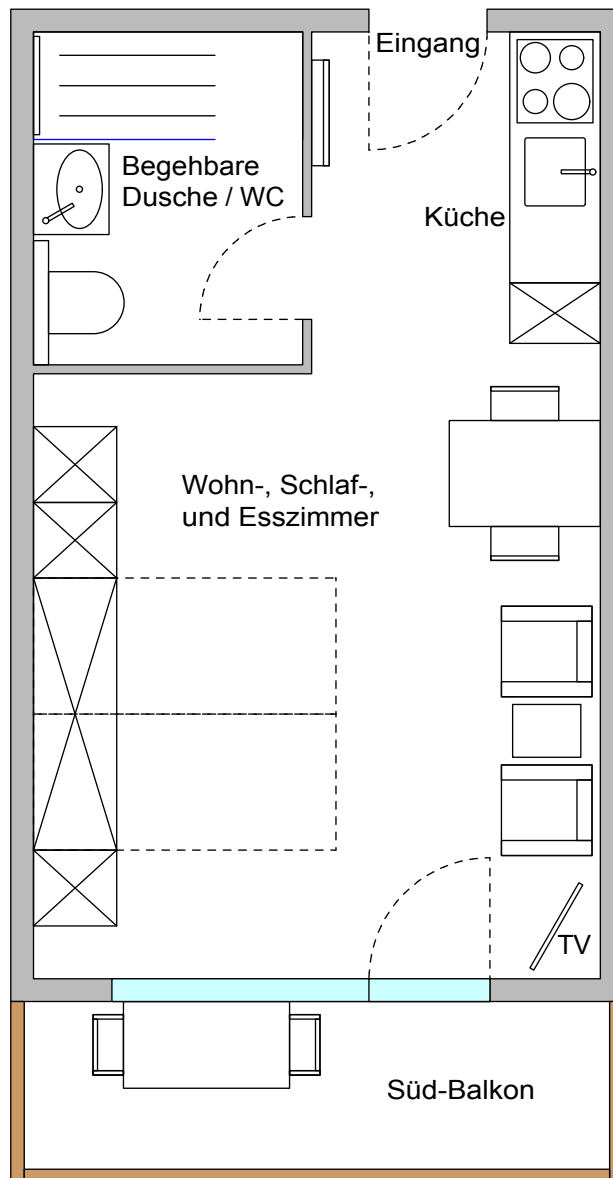 Eingang
Begehbare
Dusche / WC
Küche
Wohn-, Schlaf-,
und Esszimmer
TV
Süd-Balkon